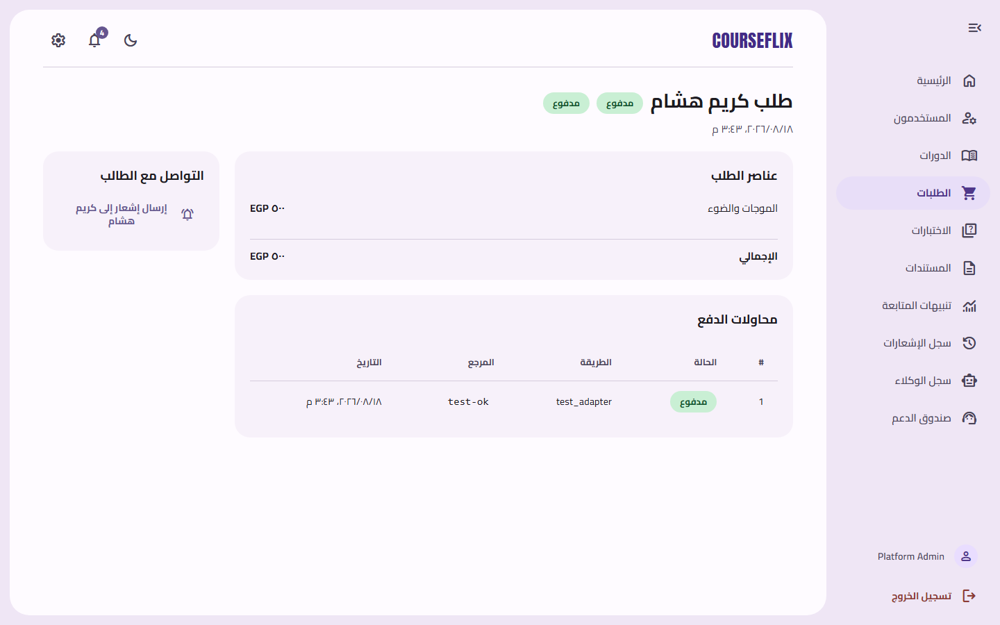 4
COURSEFLIX
الرئيسية
المستخدمون
الدورات
الطلبات
الاختبارات
المستندات
تنبيهات المتابعة
سجل الإشعارات
سجل الوكلاء
صندوق الدعم
Platform Admin
تسجيل الخروج
طلب كريم هشام مدفوع مدفوع
١٨‏/٠٨‏/٢٠٢٦، ٣:٤٣ م
عناصر الطلب
الموجات والضوء ٥٠٠ EGP
الإجمالي ٥٠٠ EGP
التواصل مع الطالب
إرسال إشعار إلى كريم
هشام
محاولات الدفع
# الحالة الطريقة المرجع التاريخ
1 مدفوع test_adapter test-ok ١٨‏/٠٨‏/٢٠٢٦، ٣:٤٣ م